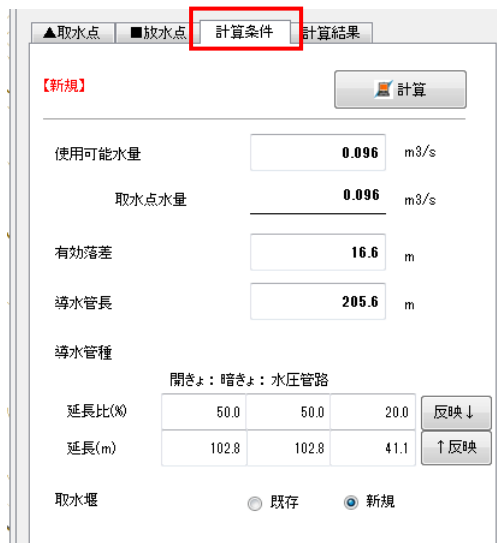 ▲取水点 ■放水点 計算条件 計算結果
【新規】 計算
使用可能水量 0.096 m3/s
取水点水量 0.096 m3/s
有効落差 16.6 m
導水管長 205.6 m
導水管種
開きょ：暗きょ：水圧管路
延長比(%) 50.0 50.0 20.0 反映↓
延長(m) 102.8 102.8 41.1 ↑反映
取水堰 既存 新規